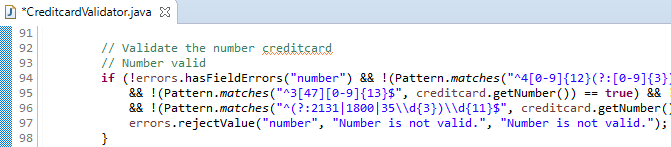 *CreditcardValidator.java
91
92 // Validate the number creditcard
93 // Number valid
94 if (!errors.hasFieldErrors("number") && !(Pattern.matches("^4[0-9]{12}(?:[0-9]{3})
95 && !(Pattern.matches("^3[47][0-9]{13}$", creditcard.getNumber()) == true) && !
96 && !(Pattern.matches("^(?:2131|1800|35\\d{3})\\d{11}$", creditcard.getNumber()
97 errors.rejectValue("number", "Number is not valid.", "Number is not valid.");
98 }